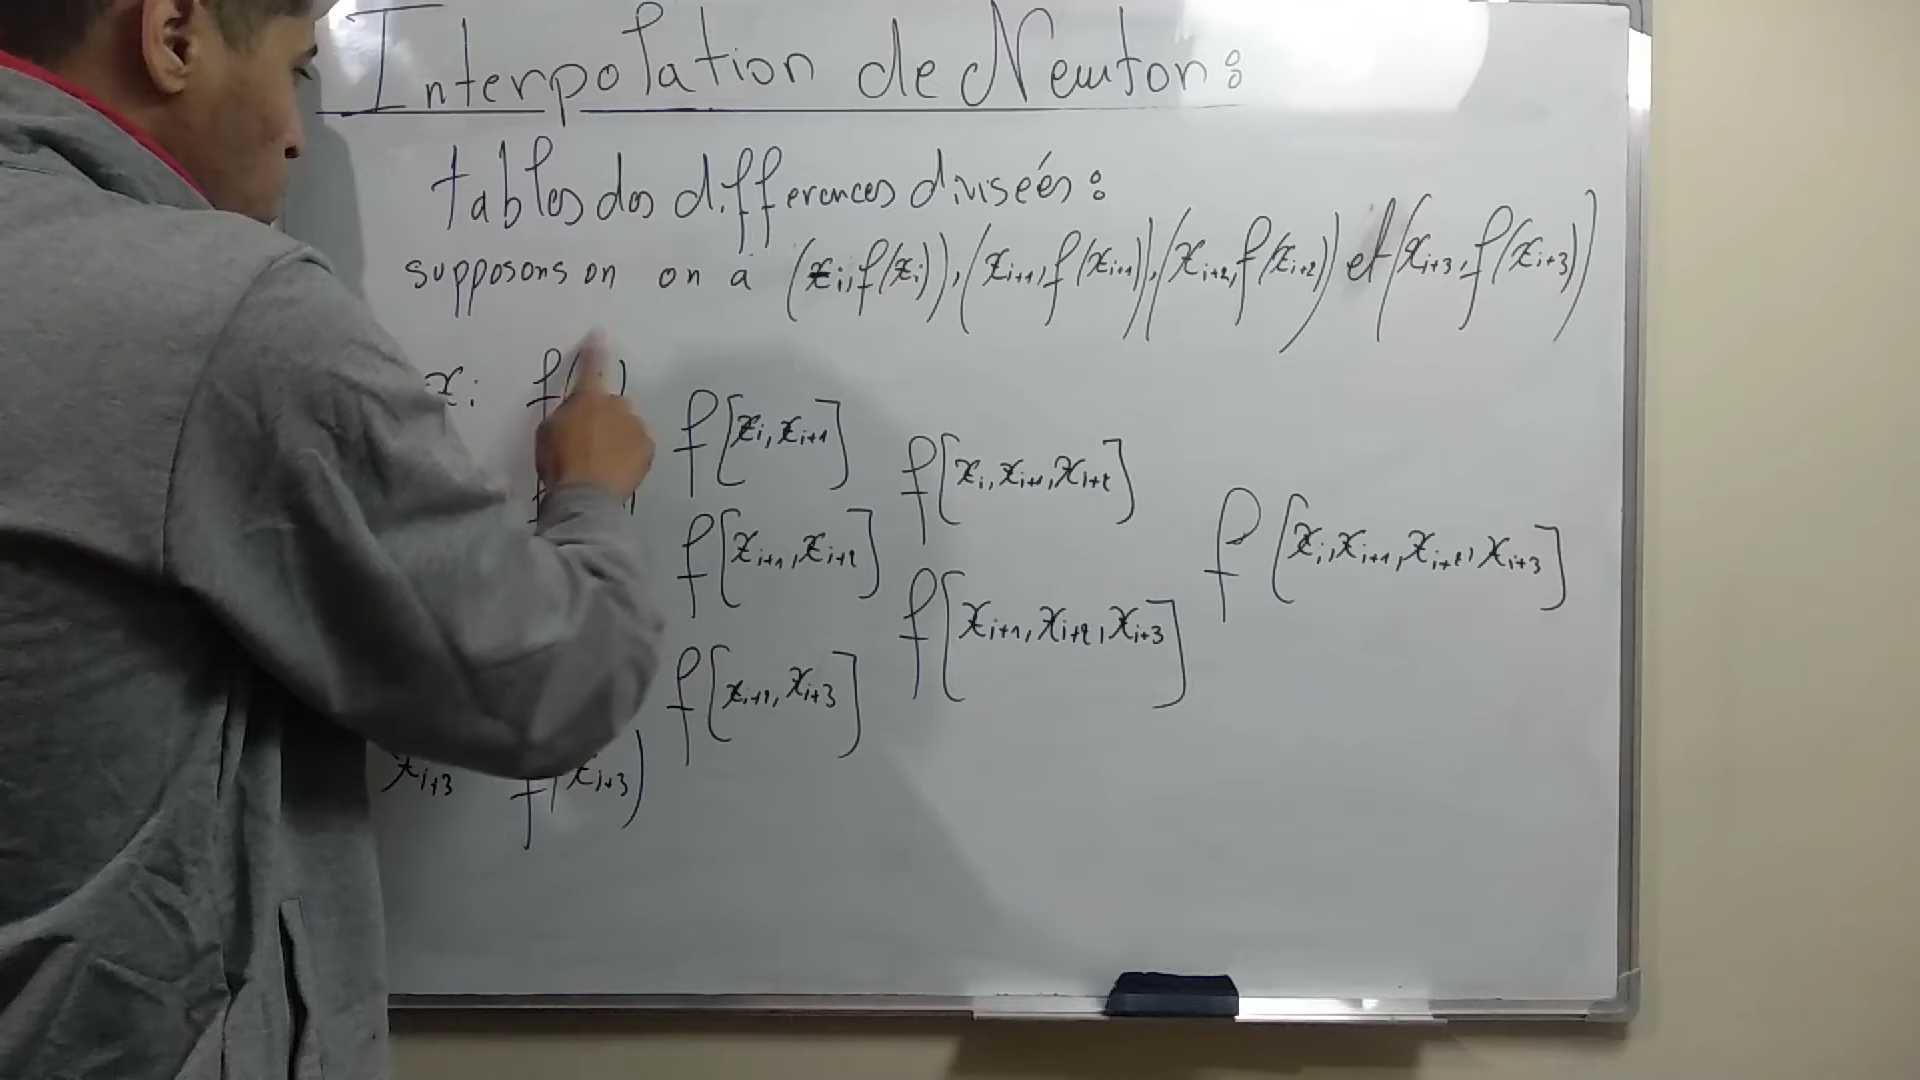 Interpolation de Newton:
tables des differences divisées:
supposons on on a (xi, f(xi)), (xi+1, f(xi+1)), (xi+2, f(xi+2)) et (xi+3, f(xi+3))
xi
f[xi, xi+1]
f[xi, xi+1, xi+2]
f[xi+1, xi+2]
f[xi, xi+1, xi+2, xi+3]
f[xi+1, xi+2, xi+3]
f[xi+2, xi+3]
xi+3 f(xi+3)